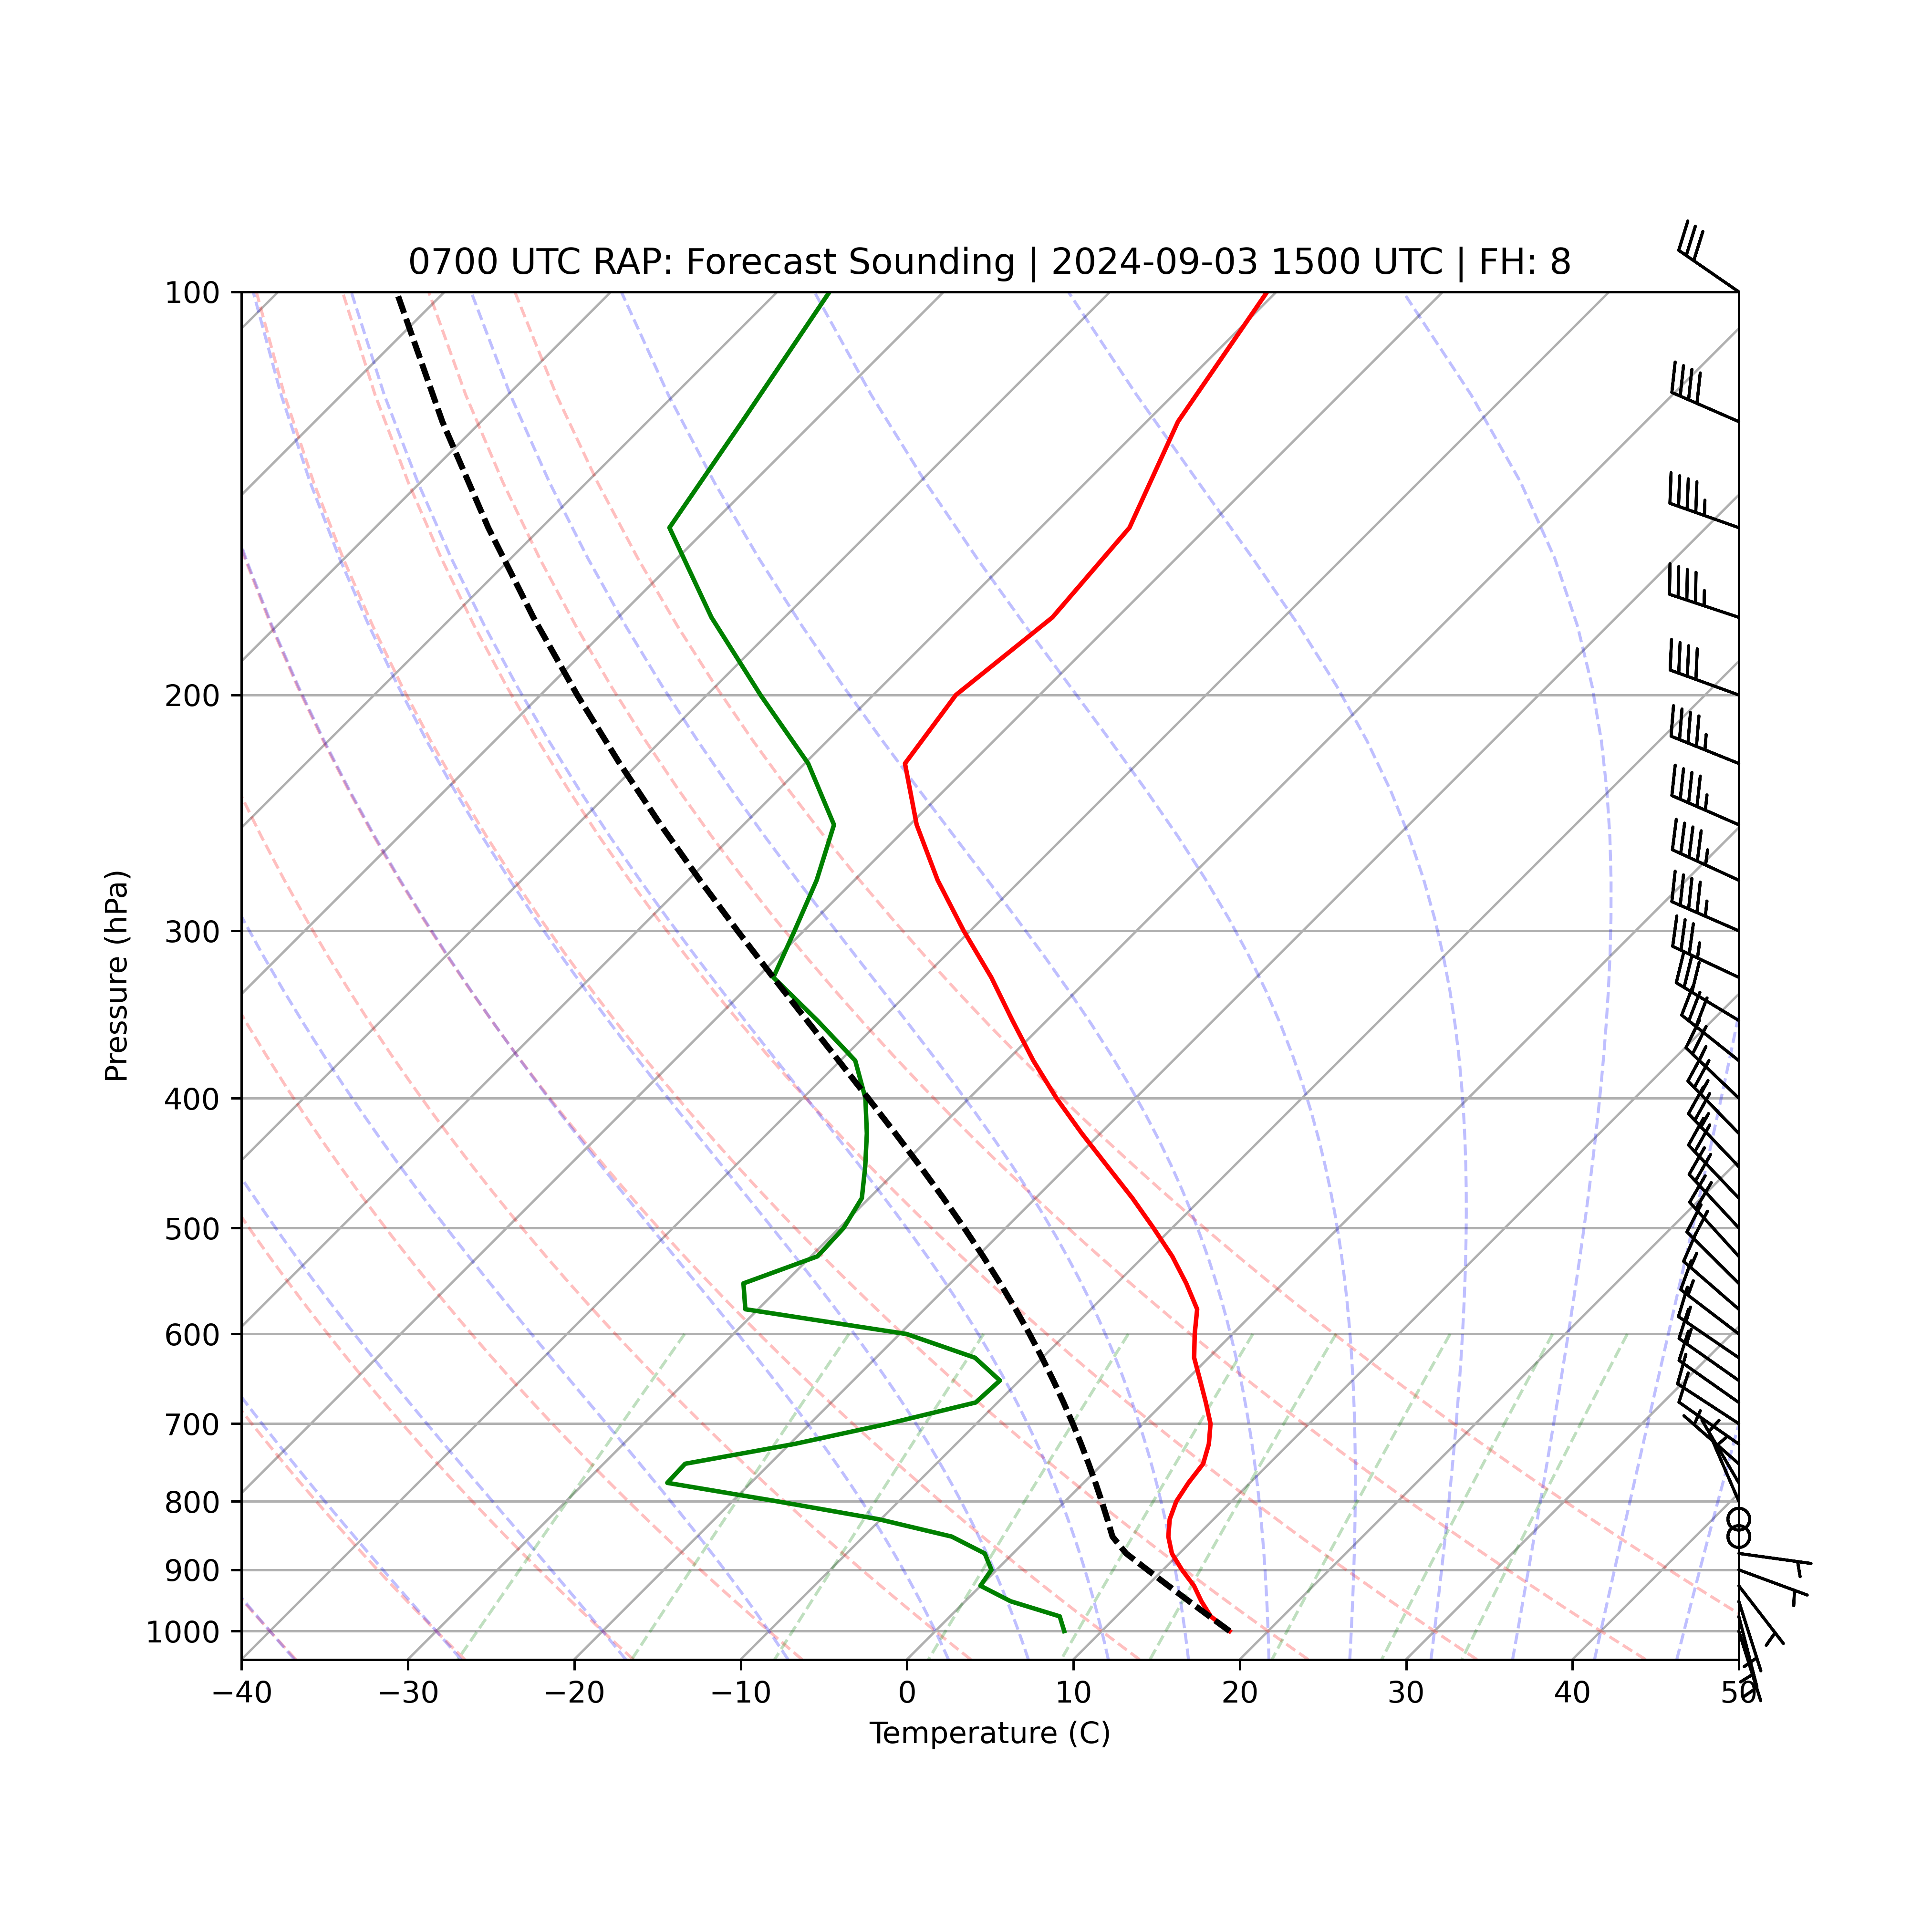 0700 UTC RAP: Forecast Sounding | 2024-09-03 1500 UTC | FH: 8
100
200
300
400
500
600
700
800
900
1000
Pressure (hPa)
−40 −30 −20 −10 0 10 20 30 40 50
Temperature (C)